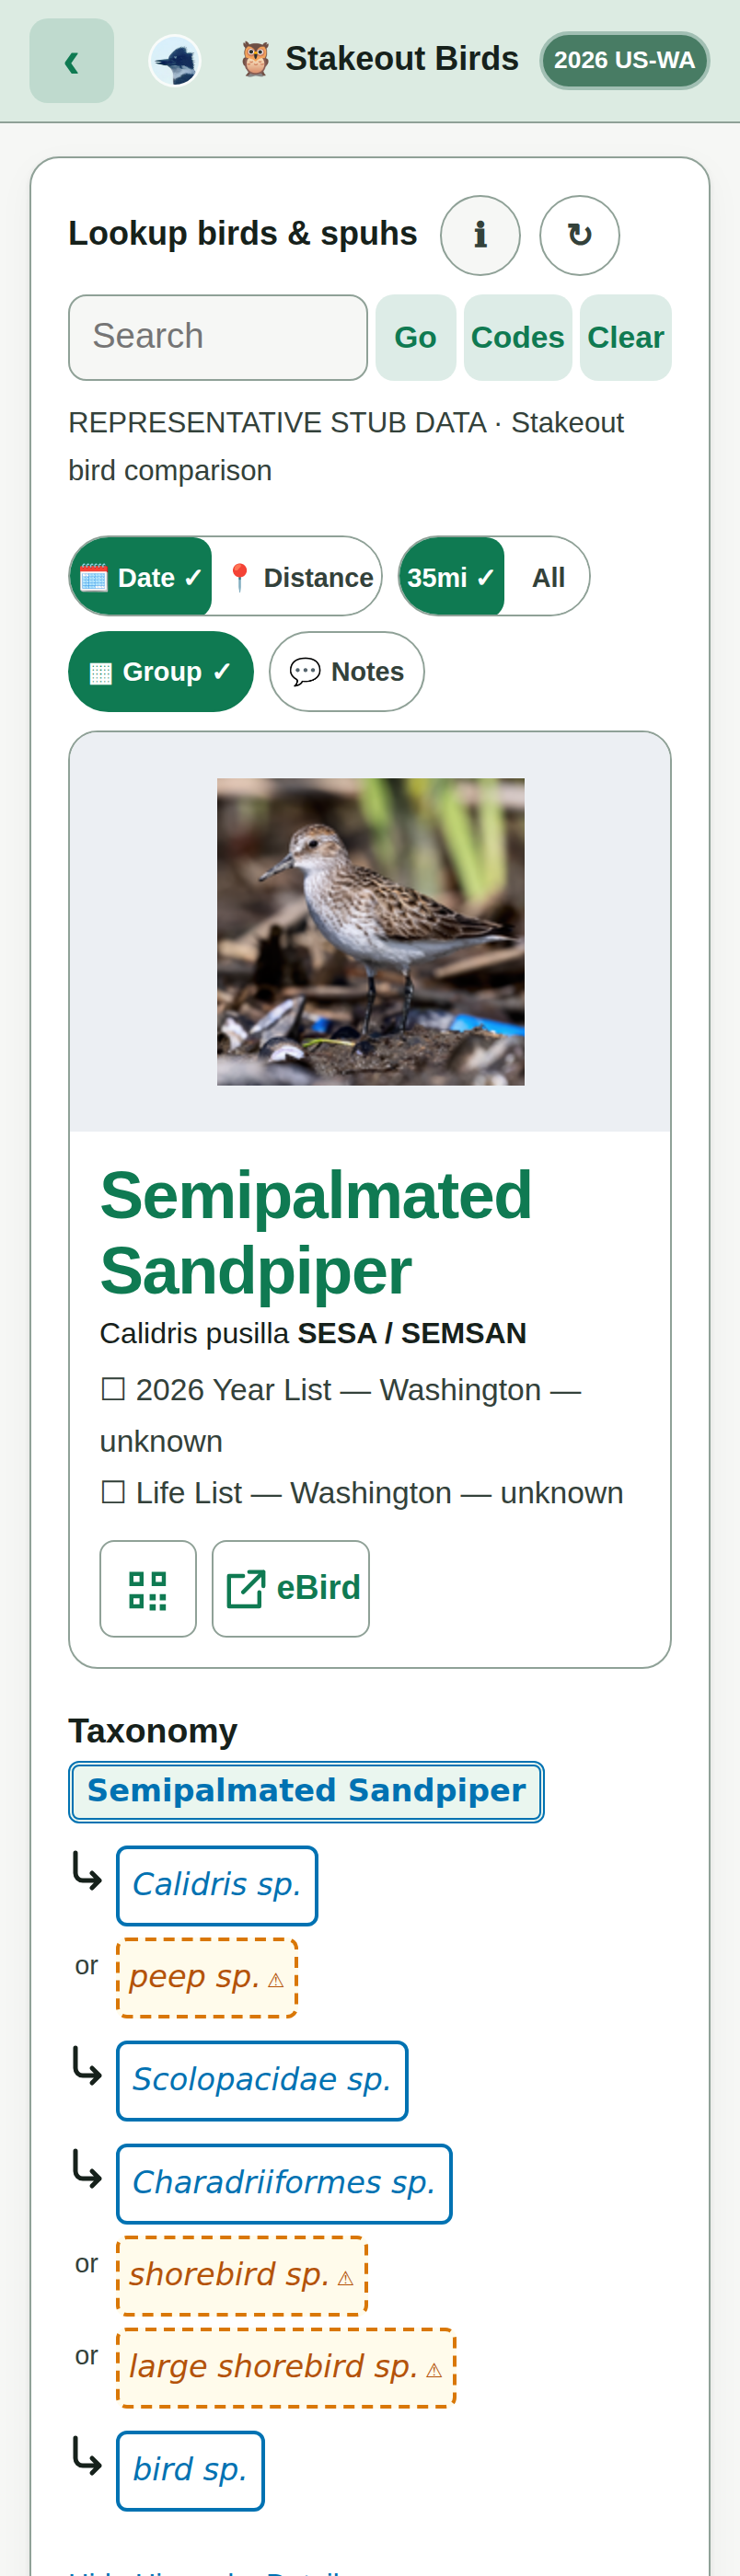 ‹ 🦉 Stakeout Birds 2026 US-WA
Lookup birds & spuhs ℹ ↻
Search Go Codes Clear
REPRESENTATIVE STUB DATA · Stakeout
bird comparison
🗓️ Date ✓ 📍 Distance 35mi ✓ All
▦ Group ✓ 💬 Notes
Semipalmated
Sandpiper
Calidris pusilla SESA / SEMSAN
☐ 2026 Year List — Washington —
unknown
☐ Life List — Washington — unknown
eBird
Taxonomy
Semipalmated Sandpiper
Calidris sp.
or peep sp. ⚠
Scolopacidae sp.
Charadriiformes sp.
or shorebird sp. ⚠
or large shorebird sp. ⚠
bird sp.